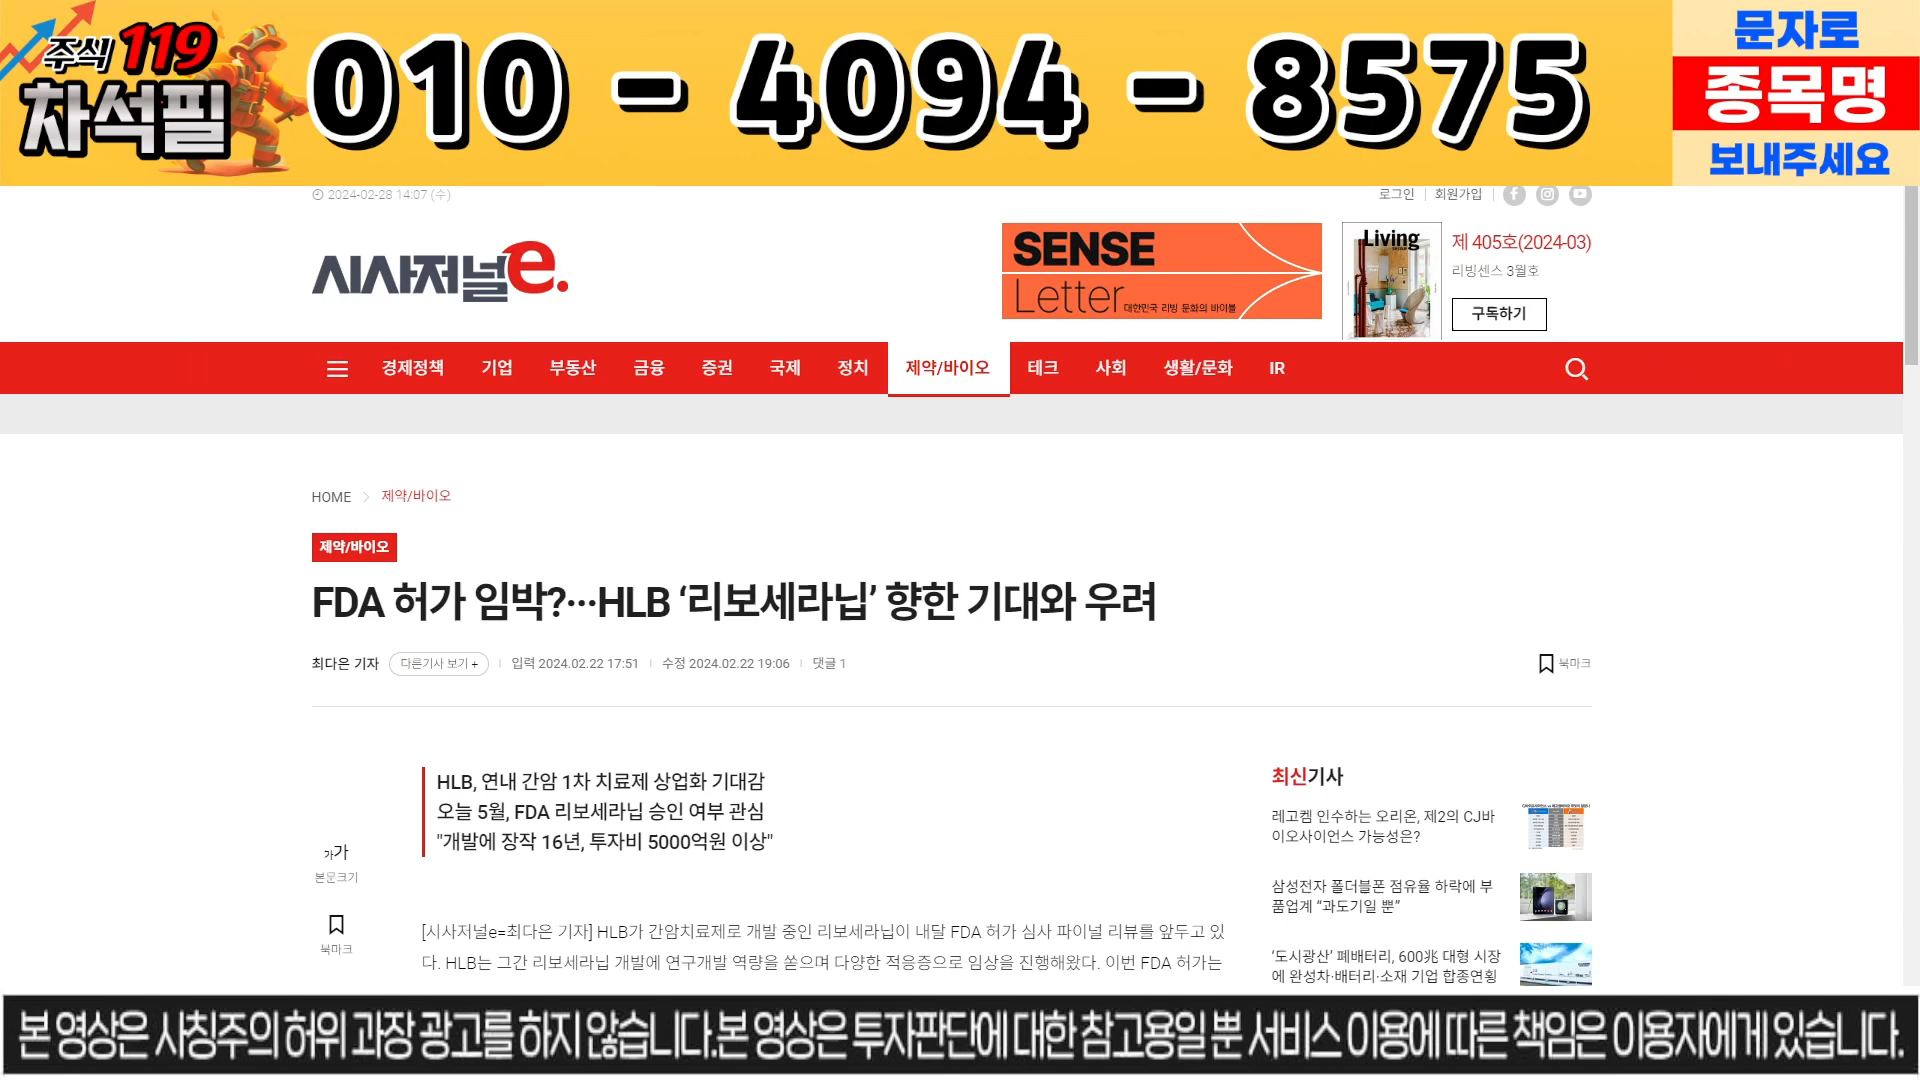 주식 119
차석필
010 - 4094 - 8575
문자로
종목명
보내주세요
2024-02-28 14:07 (수)
로그인
회원가입
시사저널e.
SENSE
Letter 대한민국 리빙 문화의 바이블
Living
제 405호(2024-03)
리빙센스 3월호
구독하기
경제정책 기업 부동산 금융 증권 국제 정치 제약/바이오 테크 사회 생활/문화 IR
HOME > 제약/바이오
제약/바이오
FDA 허가 임박?…HLB ‘리보세라닙’ 향한 기대와 우려
최다은 기자 다른기사 보기 + 입력 2024.02.22 17:51 수정 2024.02.22 19:06 댓글 1
북마크
HLB, 연내 간암 1차 치료제 상업화 기대감
오늘 5월, FDA 리보세라닙 승인 여부 관심
"개발에 장작 16년, 투자비 5000억원 이상"
가가
본문크기
북마크
[시사저널e=최다은 기자] HLB가 간암치료제로 개발 중인 리보세라닙이 내달 FDA 허가 심사 파이널 리뷰를 앞두고 있
다. HLB는 그간 리보세라닙 개발에 연구개발 역량을 쏟으며 다양한 적응증으로 임상을 진행해왔다. 이번 FDA 허가는
최신기사
레고켐 인수하는 오리온, 제2의 CJ바
이오사이언스 가능성은?
삼성전자 폴더블폰 점유율 하락에 부
품업계 “과도기일 뿐”
‘도시광산’ 폐배터리, 600兆 대형 시장
에 완성차·배터리·소재 기업 합종연횡
본 영상은 사칭주의 허위 과장 광고를 하지 않습니다.본 영상은 투자판단에 대한 참고용일 뿐 서비스 이용에 따른 책임은 이용자에게 있습니다.